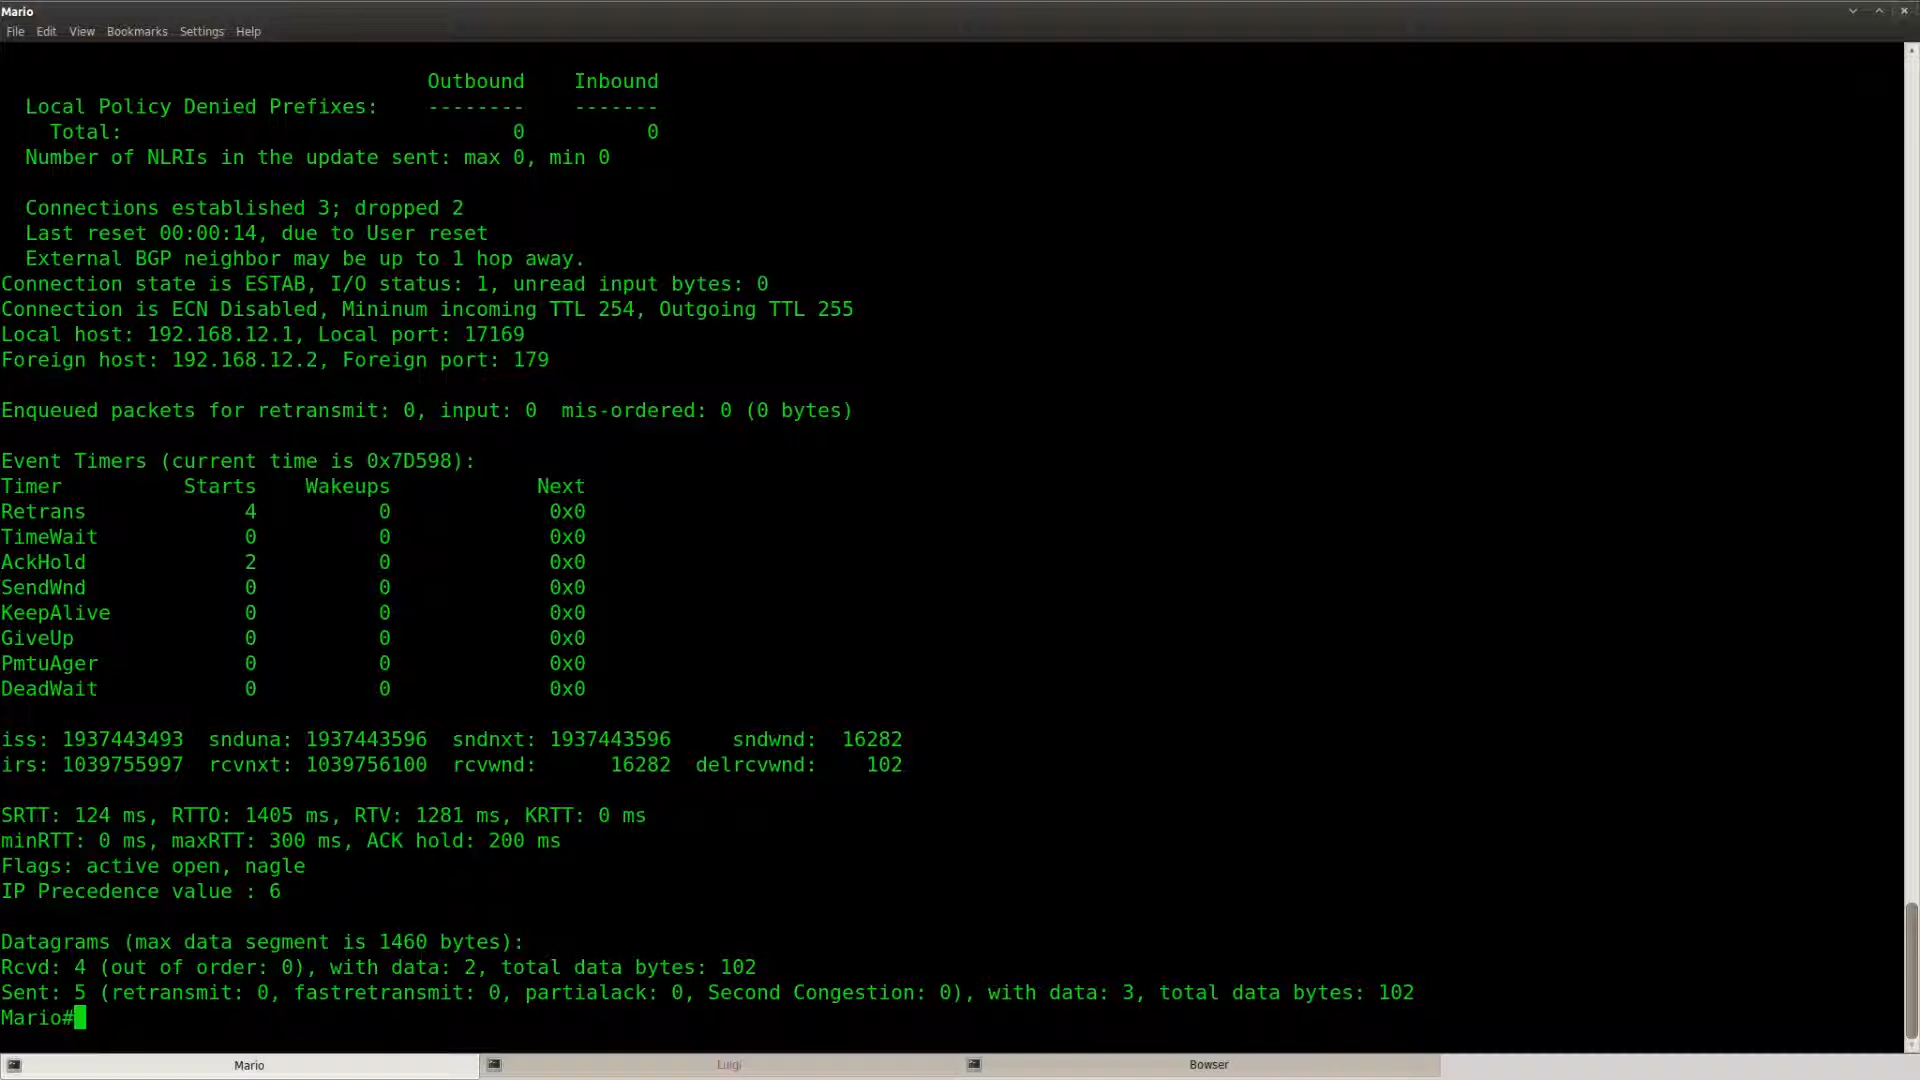 Mario
File Edit View Bookmarks Settings Help
Outbound Inbound
Local Policy Denied Prefixes: -------- -------
Total: 0 0
Number of NLRIs in the update sent: max 0, min 0
Connections established 3; dropped 2
Last reset 00:00:14, due to User reset
External BGP neighbor may be up to 1 hop away.
Connection state is ESTAB, I/O status: 1, unread input bytes: 0
Connection is ECN Disabled, Mininum incoming TTL 254, Outgoing TTL 255
Local host: 192.168.12.1, Local port: 17169
Foreign host: 192.168.12.2, Foreign port: 179
Enqueued packets for retransmit: 0, input: 0 mis-ordered: 0 (0 bytes)
Event Timers (current time is 0x7D598):
Timer Starts Wakeups Next
Retrans 4 0 0x0
TimeWait 0 0 0x0
AckHold 2 0 0x0
SendWnd 0 0 0x0
KeepAlive 0 0 0x0
GiveUp 0 0 0x0
PmtuAger 0 0 0x0
DeadWait 0 0 0x0
iss: 1937443493 snduna: 1937443596 sndnxt: 1937443596 sndwnd: 16282
irs: 1039755997 rcvnxt: 1039756100 rcvwnd: 16282 delrcvwnd: 102
SRTT: 124 ms, RTTO: 1405 ms, RTV: 1281 ms, KRTT: 0 ms
minRTT: 0 ms, maxRTT: 300 ms, ACK hold: 200 ms
Flags: active open, nagle
IP Precedence value : 6
Datagrams (max data segment is 1460 bytes):
Rcvd: 4 (out of order: 0), with data: 2, total data bytes: 102
Sent: 5 (retransmit: 0, fastretransmit: 0, partialack: 0, Second Congestion: 0), with data: 3, total data bytes: 102
Mario#
Mario Luigi Bowser